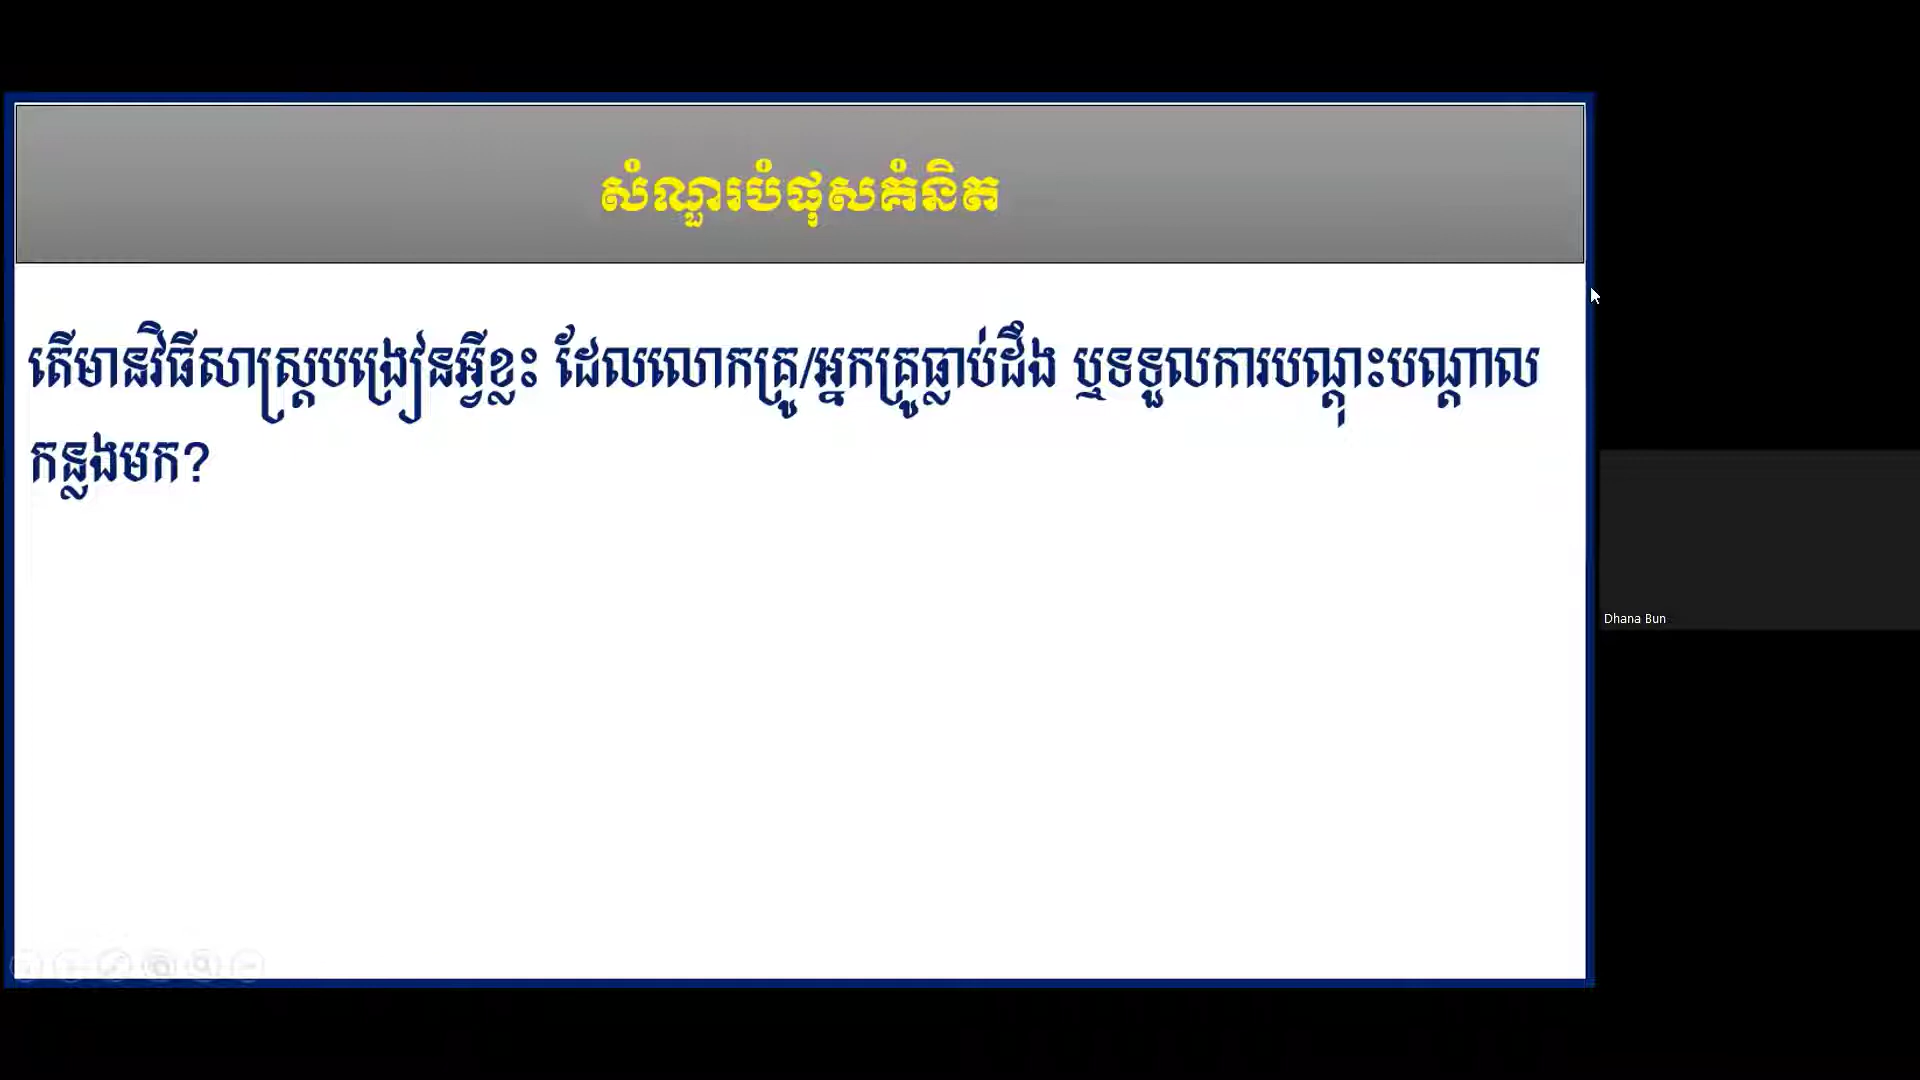 សំណួរបំផុសគំនិត
តើមានវិធីសាស្ត្របង្រៀនអ្វីខ្លះ ដែលលោកគ្រូ/អ្នកគ្រូធ្លាប់ដឹង ឬទទួលការបណ្តុះបណ្តាល
កន្លងមក?
Dhana Bun